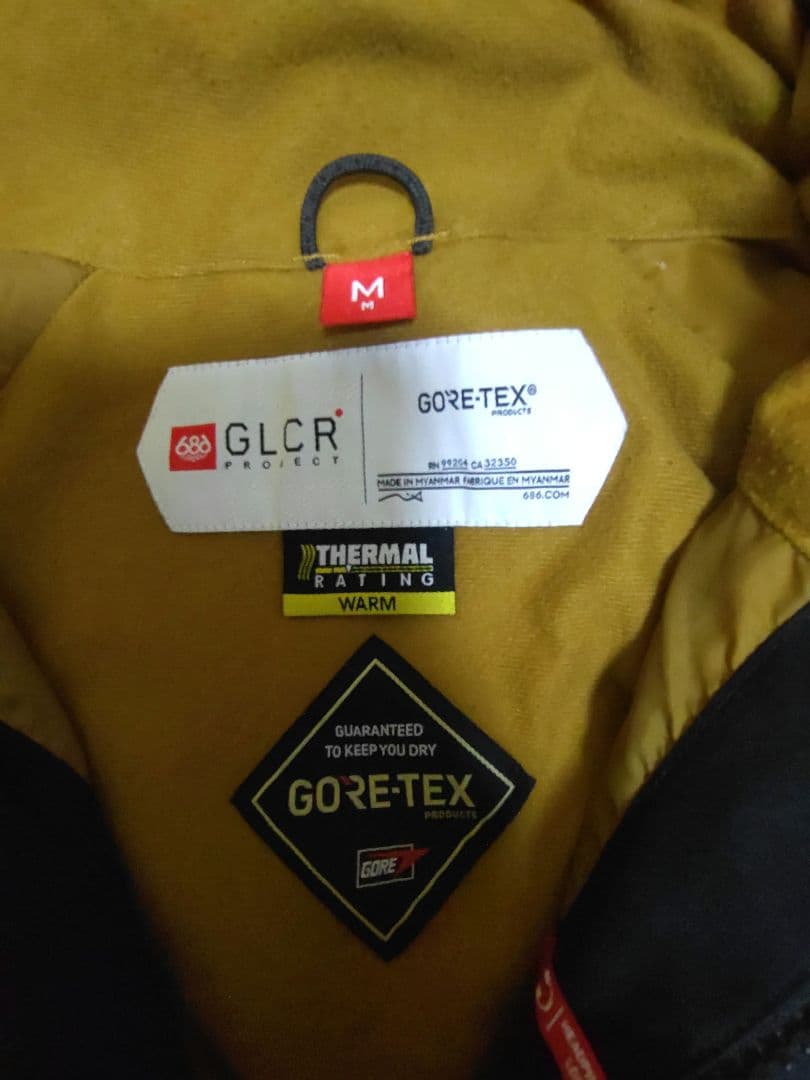 M
M
686 GLCR
PROJECT
GORE-TEX®
PRODUCTS
RN 99204 CA 32350
MADE IN MYANMAR FABRIQUE EN MYANMAR
686.COM
THERMAL
RATING
WARM
GUARANTEED
TO KEEP YOU DRY
GORE-TEX
PRODUCTS
GORE